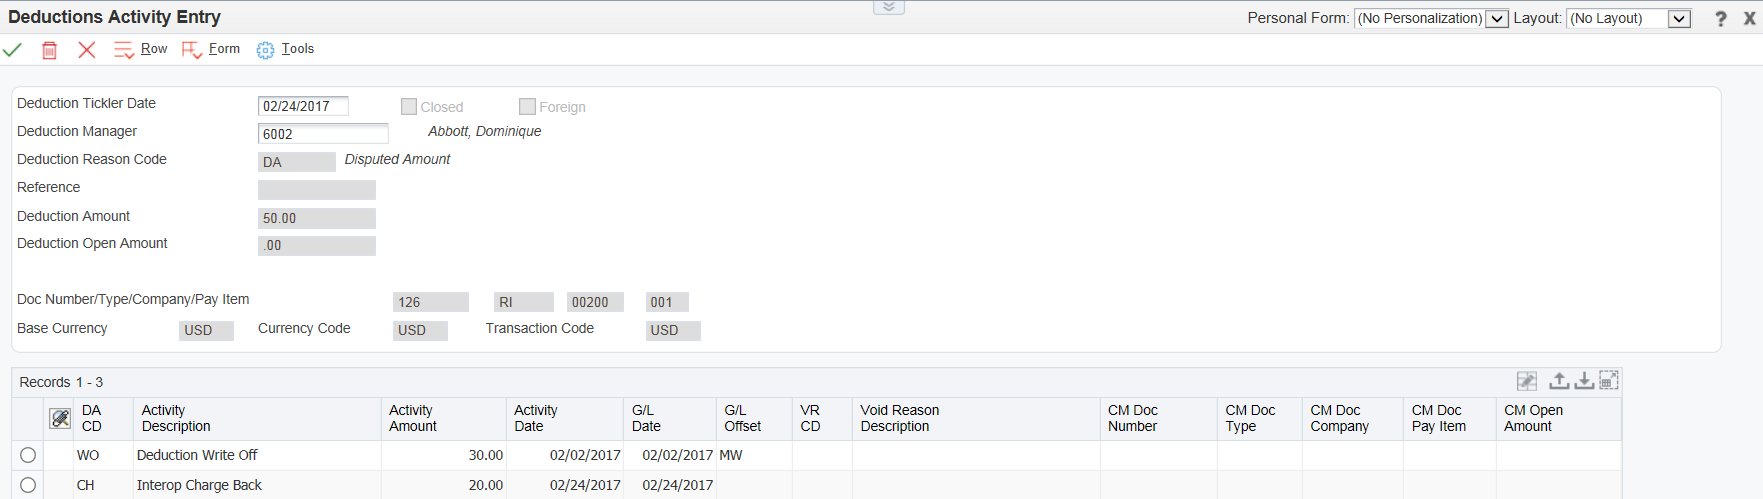 Deductions Activity Entry
Personal Form: (No Personalization) Layout: (No Layout) ? X
Row Form Tools
Deduction Tickler Date 02/24/2017 Closed Foreign
Deduction Manager 6002 Abbott, Dominique
Deduction Reason Code DA Disputed Amount
Reference
Deduction Amount 50.00
Deduction Open Amount .00
Doc Number/Type/Company/Pay Item 126 RI 00200 001
Base Currency USD Currency Code USD Transaction Code USD
Records 1 - 3
DA CD Activity Description Activity Amount Activity Date G/L Date G/L Offset VR CD Void Reason Description CM Doc Number CM Doc Type CM Doc Company CM Doc Pay Item CM Open Amount
WO Deduction Write Off 30.00 02/02/2017 02/02/2017 MW
CH Interop Charge Back 20.00 02/24/2017 02/24/2017